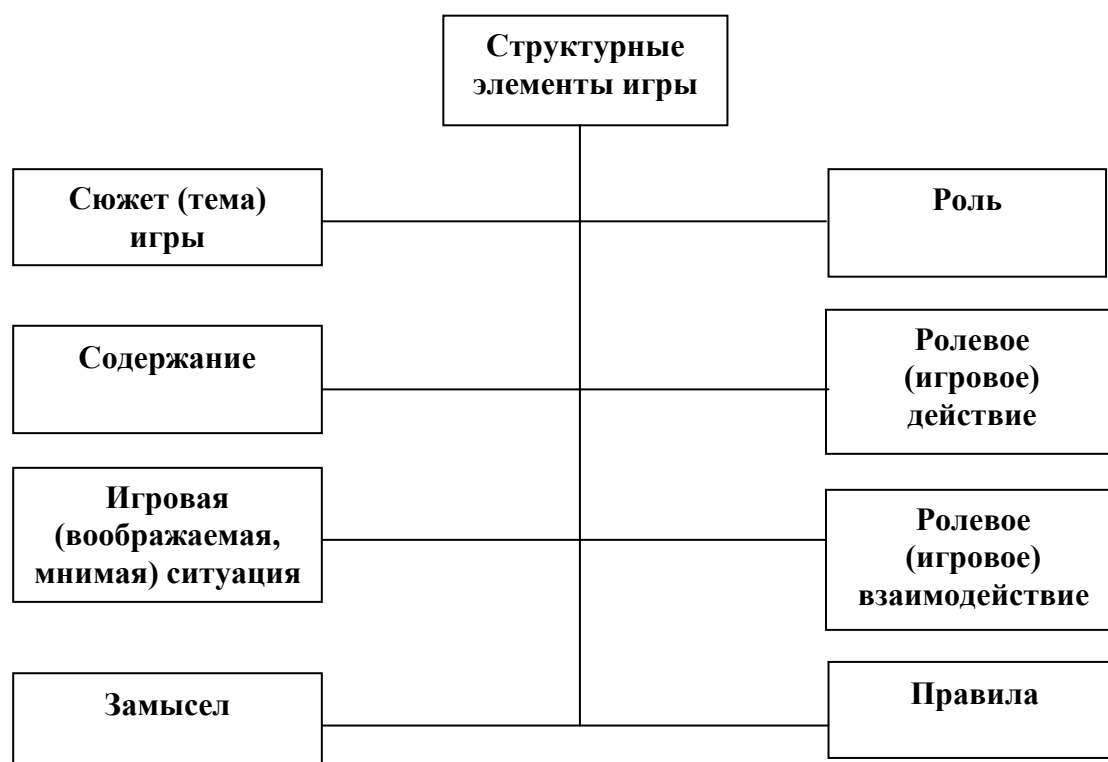 Структурные
элементы игры
Сюжет (тема)
игры
Роль
Содержание
Ролевое
(игровое)
действие
Игровая
(воображаемая,
мнимая) ситуация
Ролевое
(игровое)
взаимодействие
Замысел
Правила